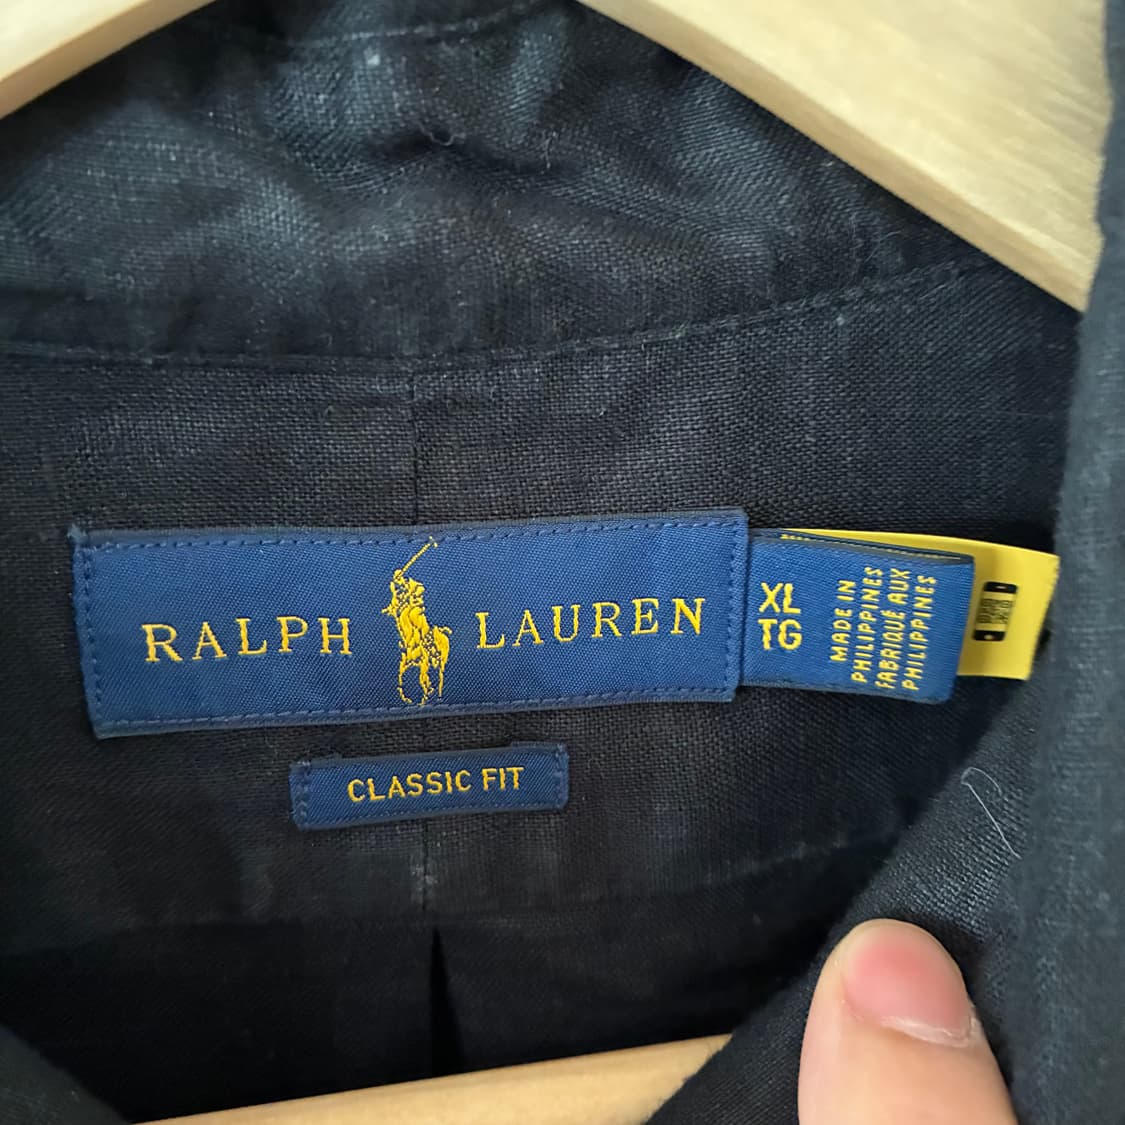 RALPH LAUREN
XL
TG
MADE IN
PHILIPPINES
FABRIQUÉ AUX
PHILIPPINES
CLASSIC FIT